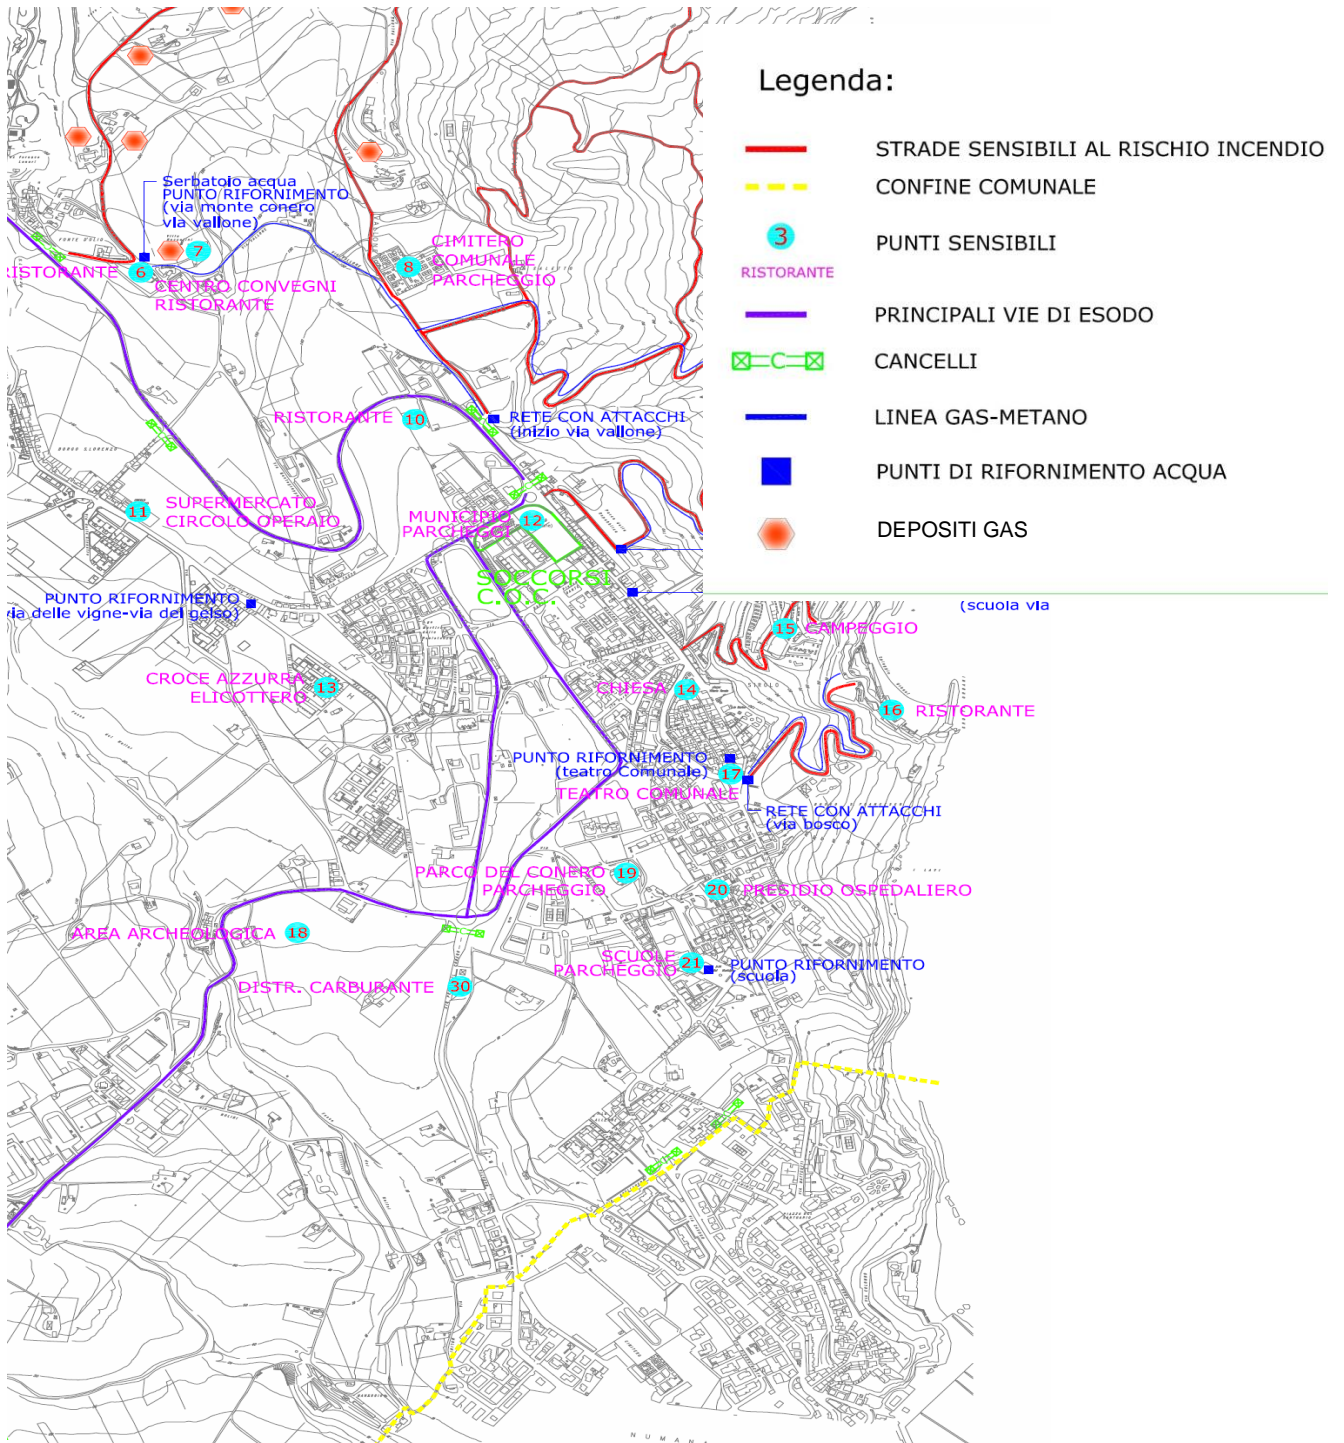 Legenda:
STRADE SENSIBILI AL RISCHIO INCENDIO
CONFINE COMUNALE
3
PUNTI SENSIBILI
RISTORANTE
PRINCIPALI VIE DI ESODO
C
CANCELLI
LINEA GAS-METANO
PUNTI DI RIFORNIMENTO ACQUA
DEPOSITI GAS
Serbatoio acqua
PUNTO RIFORNIMENTO
(via monte conero
via vallone)
7
RISTORANTE
6
CENTRO CONVEGNI
RISTORANTE
8
CIMITERO
COMUNALE
PARCHEGGIO
RISTORANTE
10
RETE CON ATTACCHI
(inizio via vallone)
11
SUPERMERCATO
CIRCOLO OPERAIO
MUNICIPIO
PARCHEGGI
12
SOCCORSI
C.O.C.
PUNTO RIFORNIMENTO
via delle vigne-via del gelso)
(scuola via
15
CAMPEGGIO
CROCE AZZURRA
ELICOTTERO
13
CHIESA
14
16
RISTORANTE
PUNTO RIFORNIMENTO
(teatro Comunale)
17
TEATRO COMUNALE
RETE CON ATTACCHI
(via bosco)
PARCO DEL CONERO
PARCHEGGIO
19
20
PRESIDIO OSPEDALIERO
AREA ARCHEOLOGICA
18
SCUOLE
PARCHEGGIO
21
PUNTO RIFORNIMENTO
(scuola)
DISTR. CARBURANTE
30
NUMANA